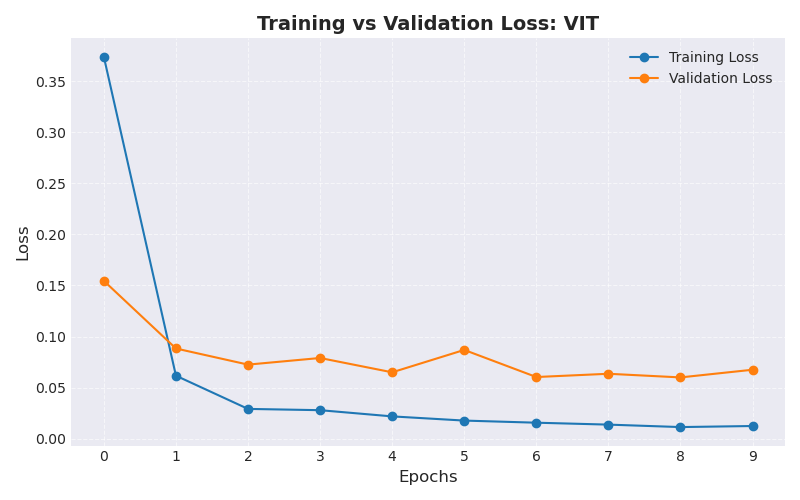 Training vs Validation Loss: VIT
Training Loss
Validation Loss
0.35
0.30
0.25
0.20
0.15
0.10
0.05
0.00
Loss
0 1 2 3 4 5 6 7 8 9
Epochs